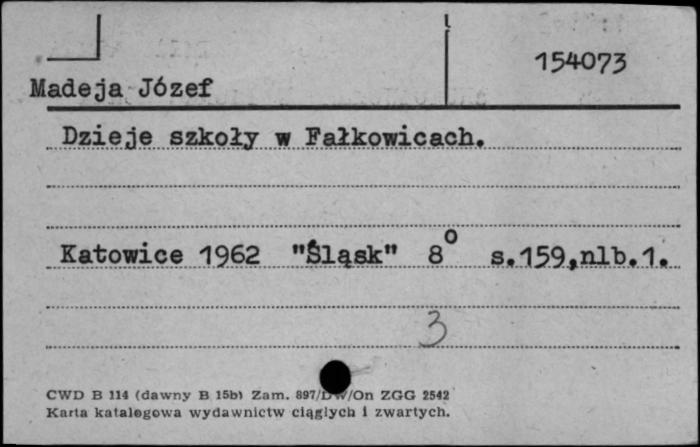 154073
Madeja Józef
Dzieje szkoły w Fałkowicach.
Katowice 1962 "Śląsk" 8° s.159,nlb.1.
3
CWD B 114 (dawny B 15b) Zam. 897/DW/On ZGG 2542
Karta katalogowa wydawnictw ciągłych i zwartych.